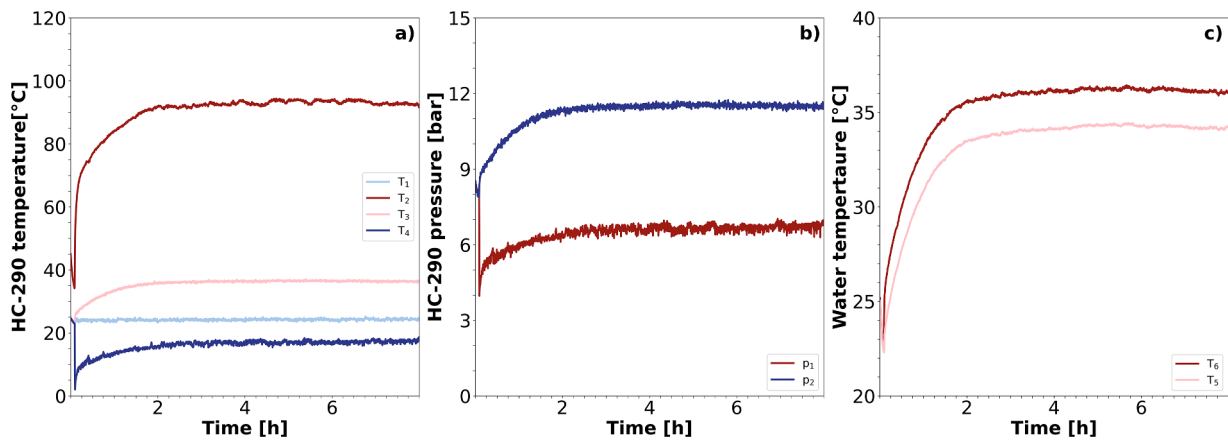 a)
HC-290 temperature[°C]
120
100
80
60
40
20
0
2
4
6
Time [h]
T₁
T₂
T₃
T₄
b)
HC-290 pressure [bar]
15
12
9
6
3
0
2
4
6
Time [h]
p₁
p₂
c)
Water tempertaure [°C]
40
35
30
25
20
2
4
6
Time [h]
T₆
T₅